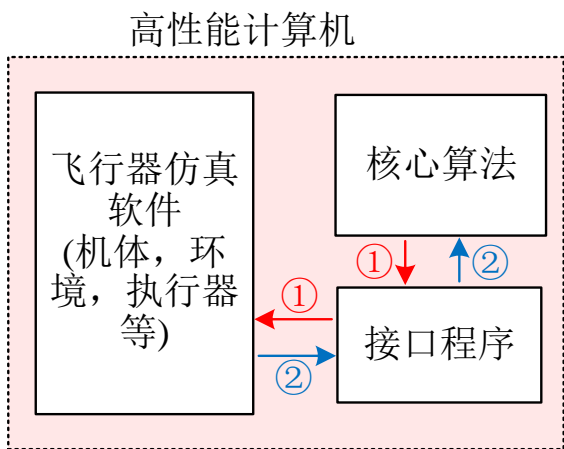 高性能计算机
飞行器仿真
软件
(机体，环
境，执行器
等)
核心算法
①
②
①
②
接口程序